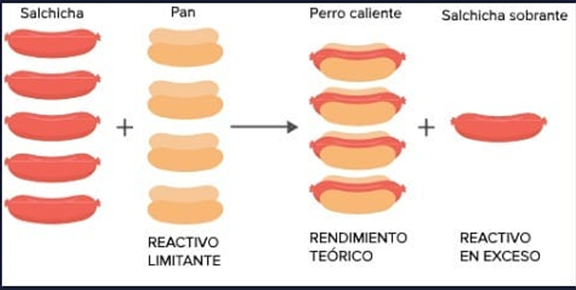 Salchicha
Pan
Perro caliente
Salchicha sobrante
+
+
REACTIVO
LIMITANTE
RENDIMIENTO
TEÓRICO
REACTIVO
EN EXCESO